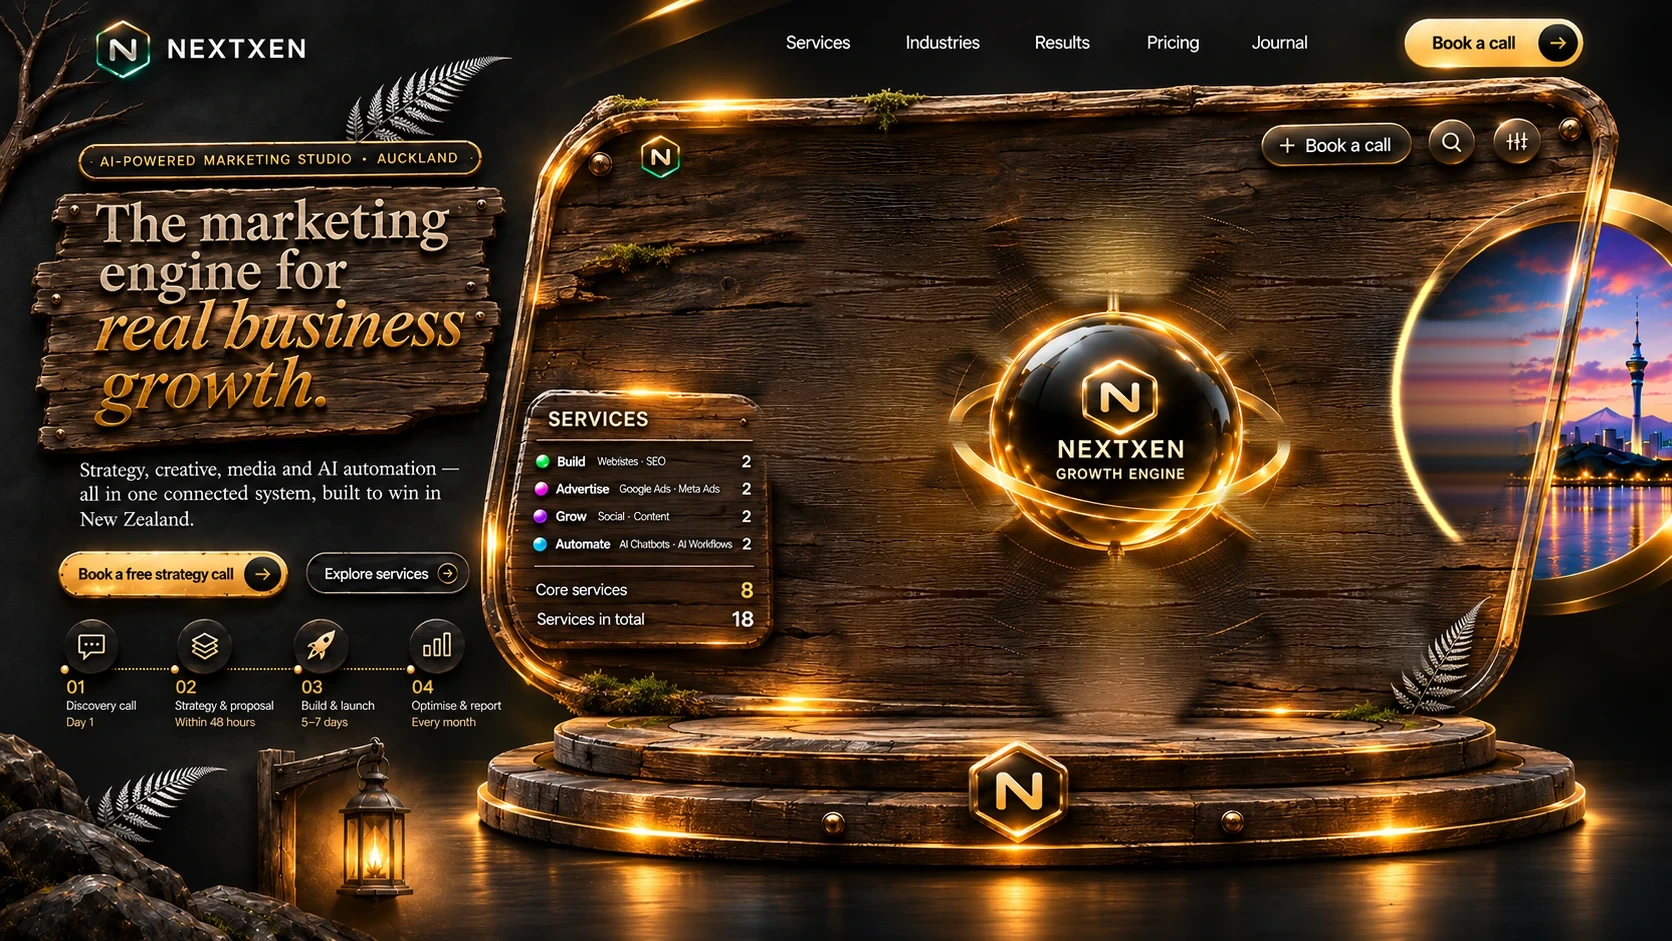 NEXTXEN
Services
Industries
Results
Pricing
Journal
Book a call
AI-POWERED MARKETING STUDIO • AUCKLAND
The marketing
engine for
real business
growth.
Strategy, creative, media and AI automation —
all in one connected system, built to win in
New Zealand.
Book a free strategy call
Explore services
01
Discovery call
Day 1
02
Strategy & proposal
Within 48 hours
03
Build & launch
5–7 days
04
Optimise & report
Every month
N
+ Book a call
SERVICES
Build Webistes · SEO 2
Advertise Google Ads · Meta Ads 2
Grow Social · Content 2
Automate AI Chatbots · AI Workflows 2
Core services 8
Services in total 18
N
NEXTXEN
GROWTH ENGINE
N